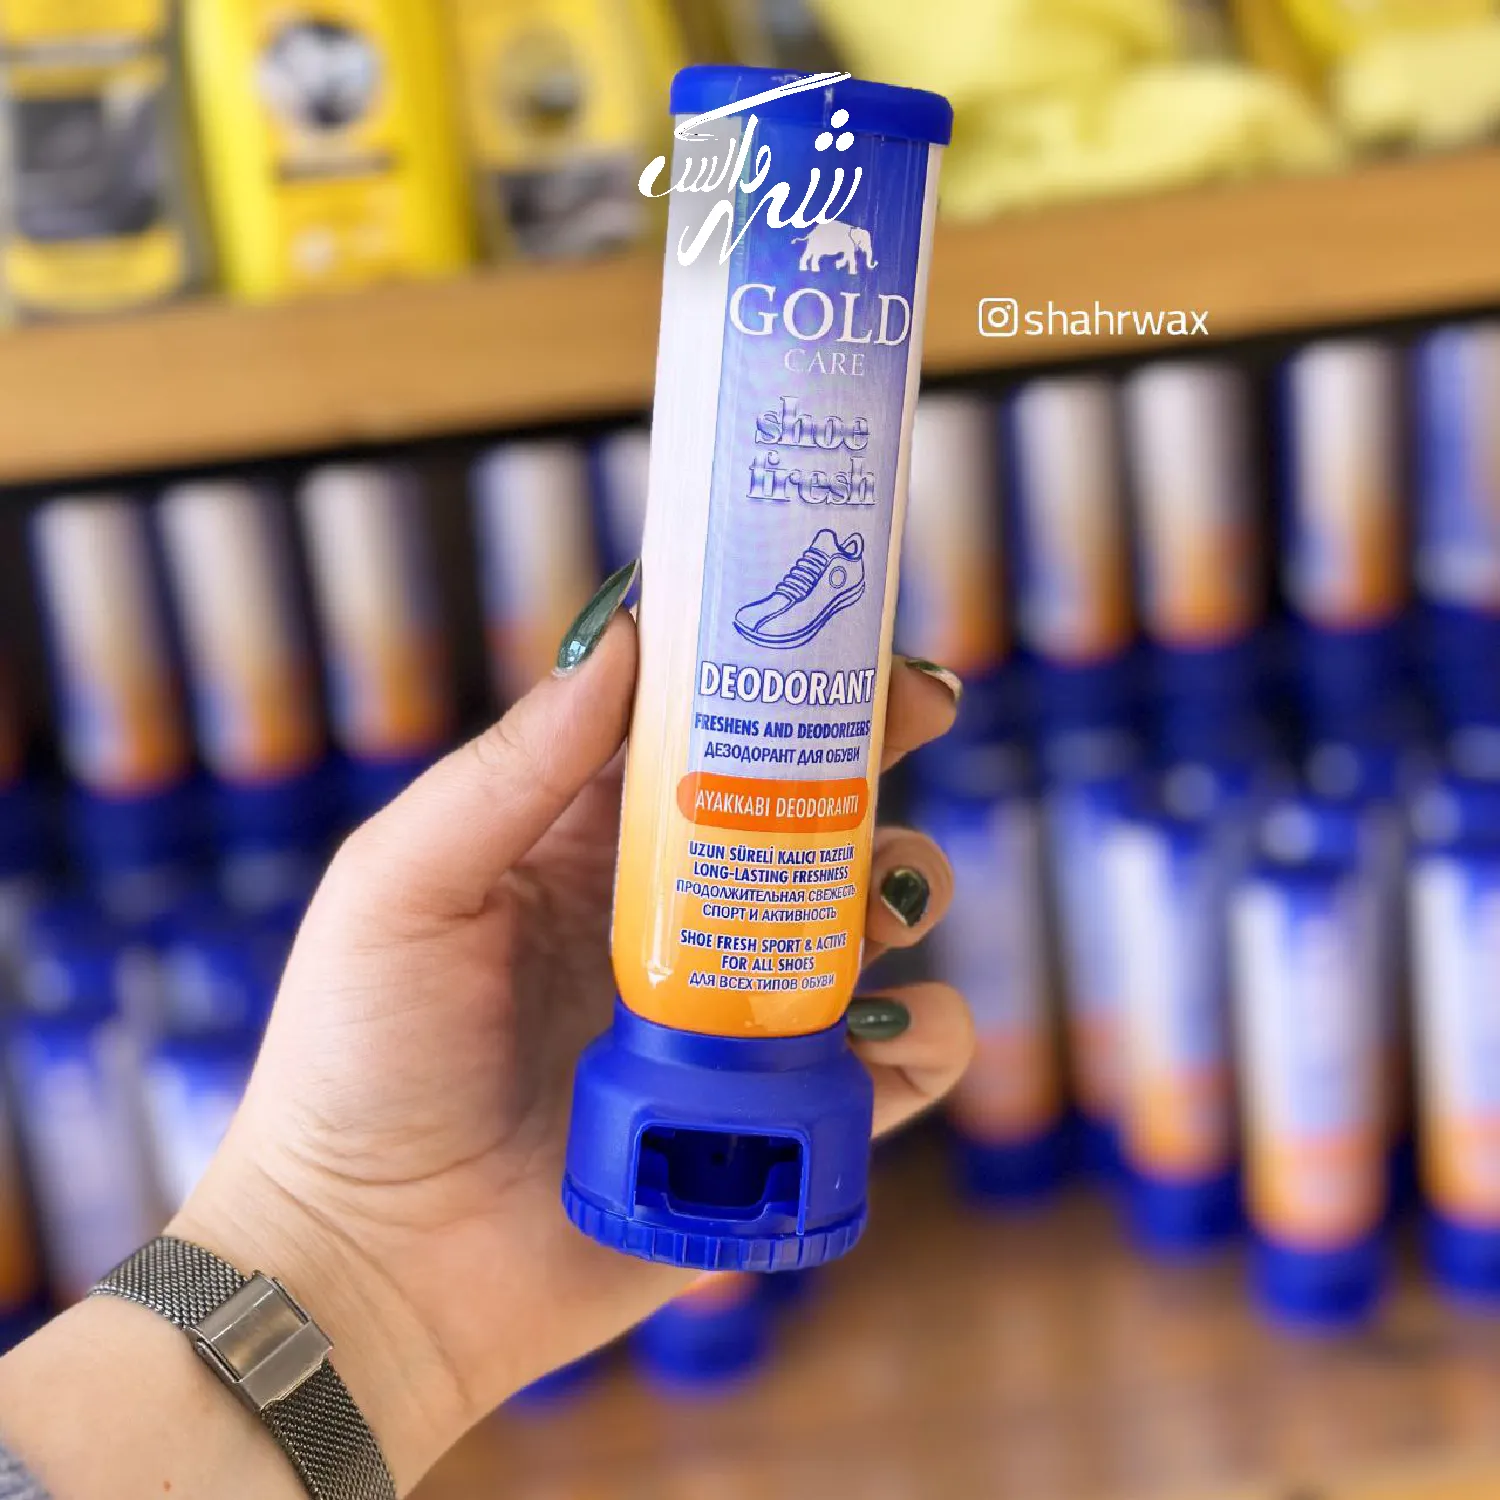 شهر واکس
GOLD
CARE
@shahrwax
shoe
fresh
DEODORANT
FRESHENS AND DEODORIZERS
ДЕЗОДОРАНТ ДЛЯ ОБУВИ
AYAKKABI DEODORANTI
UZUN SÜRELİ KALICI TAZELİK
LONG-LASTING FRESHNESS
ПРОДОЛЖИТЕЛЬНАЯ СВЕЖЕСТЬ
СПОРТ И АКТИВНОСТЬ
SHOE FRESH SPORT & ACTIVE
FOR ALL SHOES
ДЛЯ ВСЕХ ТИПОВ ОБУВИ